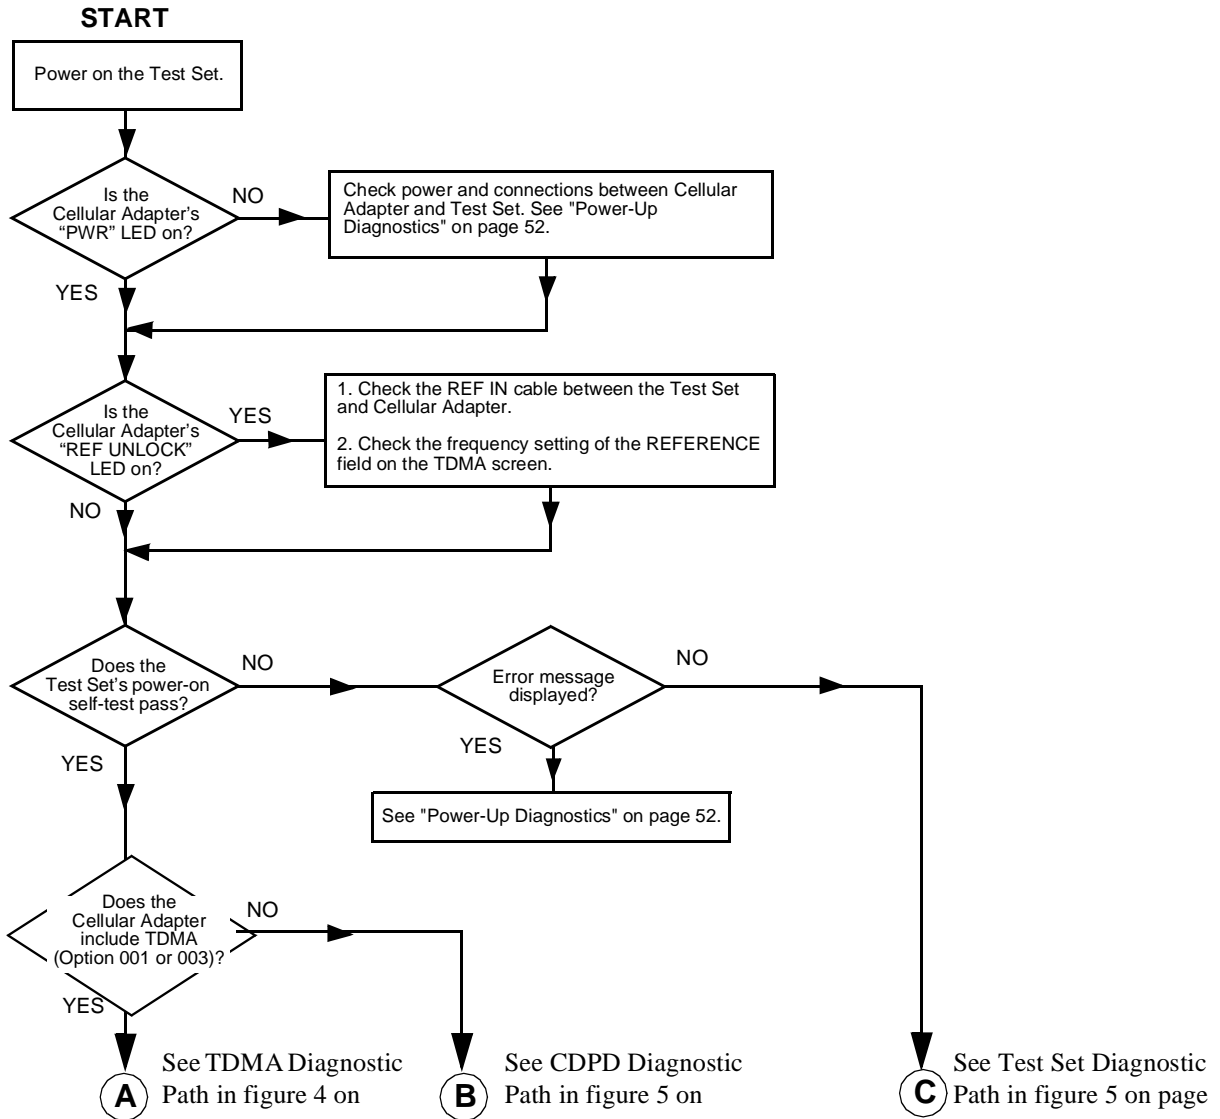 START
Power on the Test Set.
Is the
Cellular Adapter's
“PWR” LED on?
NO
Check power and connections between Cellular
Adapter and Test Set. See "Power-Up
Diagnostics" on page 52.
YES
Is the
Cellular Adapter's
“REF UNLOCK”
LED on?
YES
1. Check the REF IN cable between the Test Set
and Cellular Adapter.
2. Check the frequency setting of the REFERENCE
field on the TDMA screen.
NO
Does the
Test Set's power-on
self-test pass?
NO
Error message
displayed?
NO
YES
YES
See "Power-Up Diagnostics" on page 52.
Does the
Cellular Adapter
include TDMA
(Option 001 or 003)?
NO
YES
A
See TDMA Diagnostic
Path in figure 4 on
B
See CDPD Diagnostic
Path in figure 5 on
C
See Test Set Diagnostic
Path in figure 5 on page